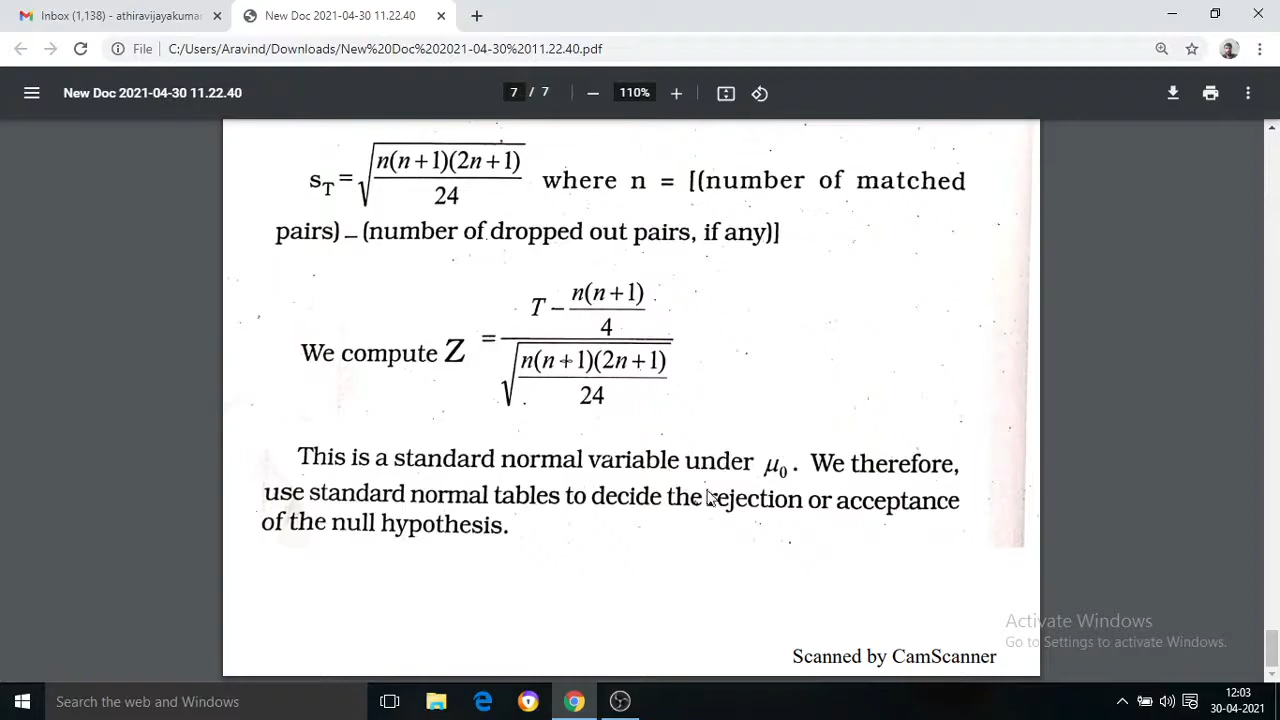 Inbox (1,138) - athiravijayakumar
New Doc 2021-04-30 11.22.40
File
C:/Users/Aravind/Downloads/New%20Doc%202021-04-30%2011.22.40.pdf
New Doc 2021-04-30 11.22.40
7 / 7
110%
s_T = √(n(n+1)(2n+1)/24) where n = [(number of matched
pairs) – (number of dropped out pairs, if any)]
We compute Z = (T – n(n+1)/4) / √(n(n+1)(2n+1)/24)
This is a standard normal variable under μ₀. We therefore,
use standard normal tables to decide the rejection or acceptance
of the null hypothesis.
Activate Windows
Go to Settings to activate Windows.
Scanned by CamScanner
Search the web and Windows
12:03
30-04-2021